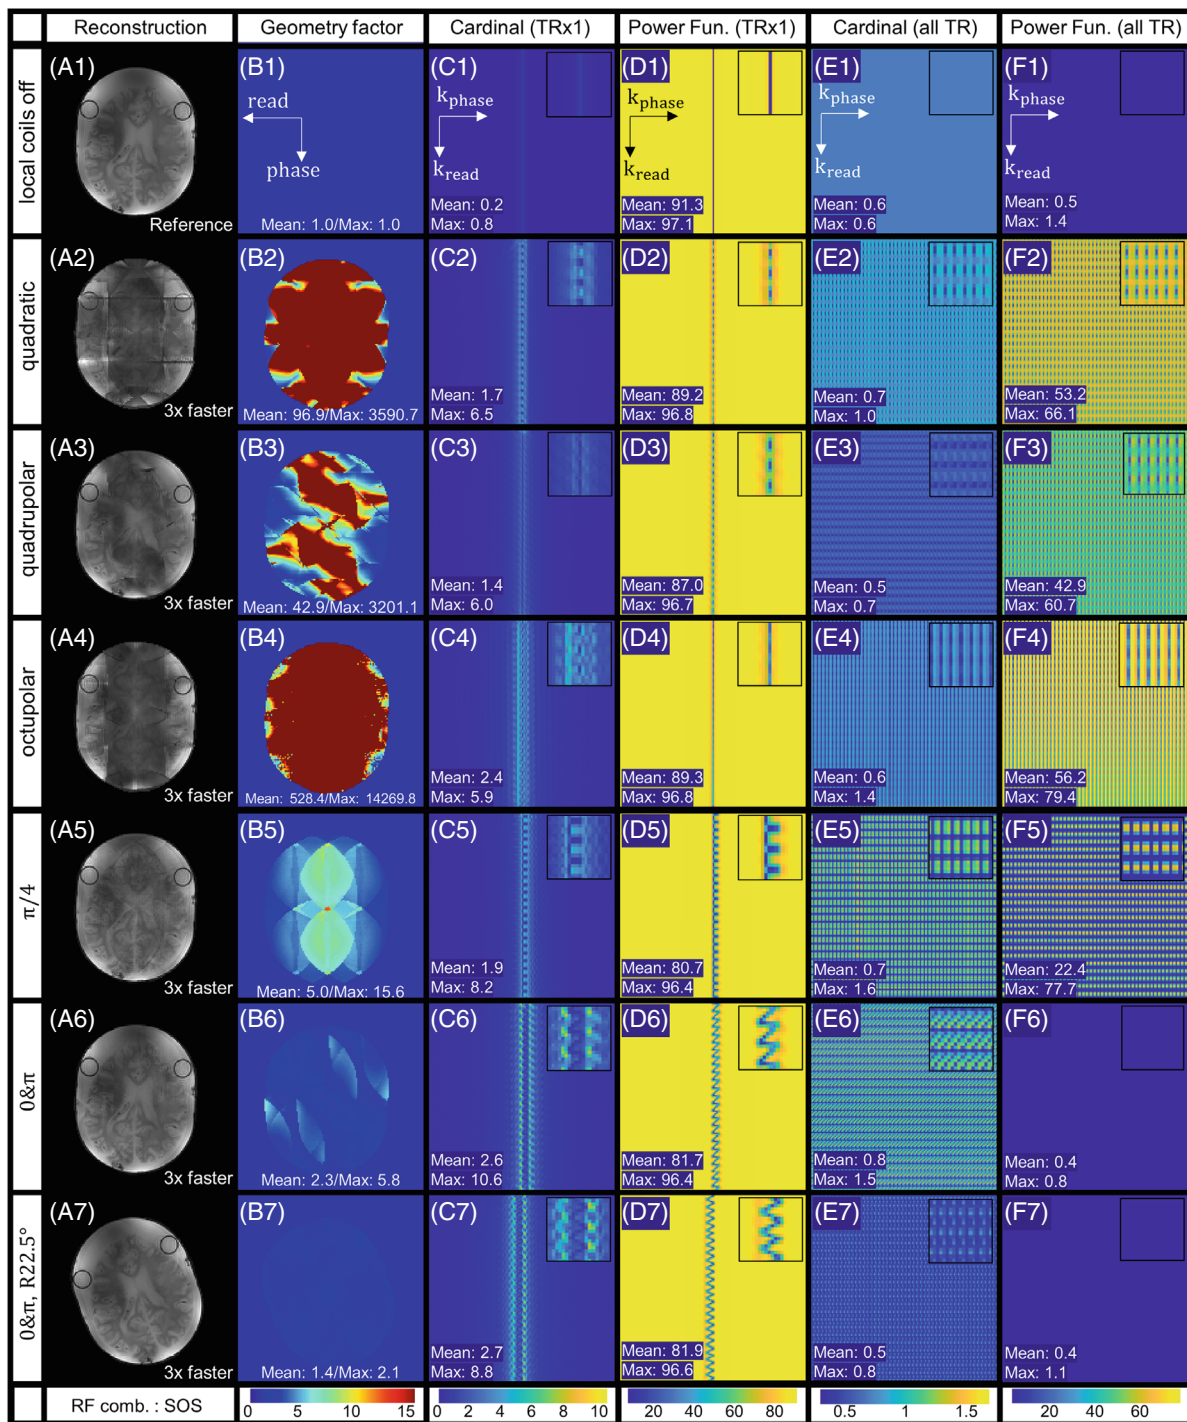 Reconstruction Geometry factor Cardinal (TRx1) Power Fun. (TRx1) Cardinal (all TR) Power Fun. (all TR)
local coils off
(A1) (B1) (C1) (D1) (E1) (F1)
read
phase
k_phase
k_read
k_phase
k_read
k_phase
k_read
k_phase
k_read
Reference
Mean: 1.0/Max: 1.0
Mean: 0.2
Max: 0.8
Mean: 91.3
Max: 97.1
Mean: 0.6
Max: 0.6
Mean: 0.5
Max: 1.4
quadratic
(A2) (B2) (C2) (D2) (E2) (F2)
3x faster
Mean: 96.9/Max: 3590.7
Mean: 1.7
Max: 6.5
Mean: 89.2
Max: 96.8
Mean: 0.7
Max: 1.0
Mean: 53.2
Max: 66.1
quadrupolar
(A3) (B3) (C3) (D3) (E3) (F3)
3x faster
Mean: 42.9/Max: 3201.1
Mean: 1.4
Max: 6.0
Mean: 87.0
Max: 96.7
Mean: 0.5
Max: 0.7
Mean: 42.9
Max: 60.7
octupolar
(A4) (B4) (C4) (D4) (E4) (F4)
3x faster
Mean: 528.4/Max: 14269.8
Mean: 2.4
Max: 5.9
Mean: 89.3
Max: 96.8
Mean: 0.6
Max: 1.4
Mean: 56.2
Max: 79.4
π/4
(A5) (B5) (C5) (D5) (E5) (F5)
3x faster
Mean: 5.0/Max: 15.6
Mean: 1.9
Max: 8.2
Mean: 80.7
Max: 96.4
Mean: 0.7
Max: 1.6
Mean: 22.4
Max: 77.7
0&π
(A6) (B6) (C6) (D6) (E6) (F6)
3x faster
Mean: 2.3/Max: 5.8
Mean: 2.6
Max: 10.6
Mean: 81.7
Max: 96.4
Mean: 0.8
Max: 1.5
Mean: 0.4
Max: 0.8
0&π, R22.5°
(A7) (B7) (C7) (D7) (E7) (F7)
3x faster
Mean: 1.4/Max: 2.1
Mean: 2.7
Max: 8.8
Mean: 81.9
Max: 96.6
Mean: 0.5
Max: 0.8
Mean: 0.4
Max: 1.1
RF comb. : SOS
0 5 10 15
0 2 4 6 8 10
20 40 60 80
0.5 1 1.5
20 40 60